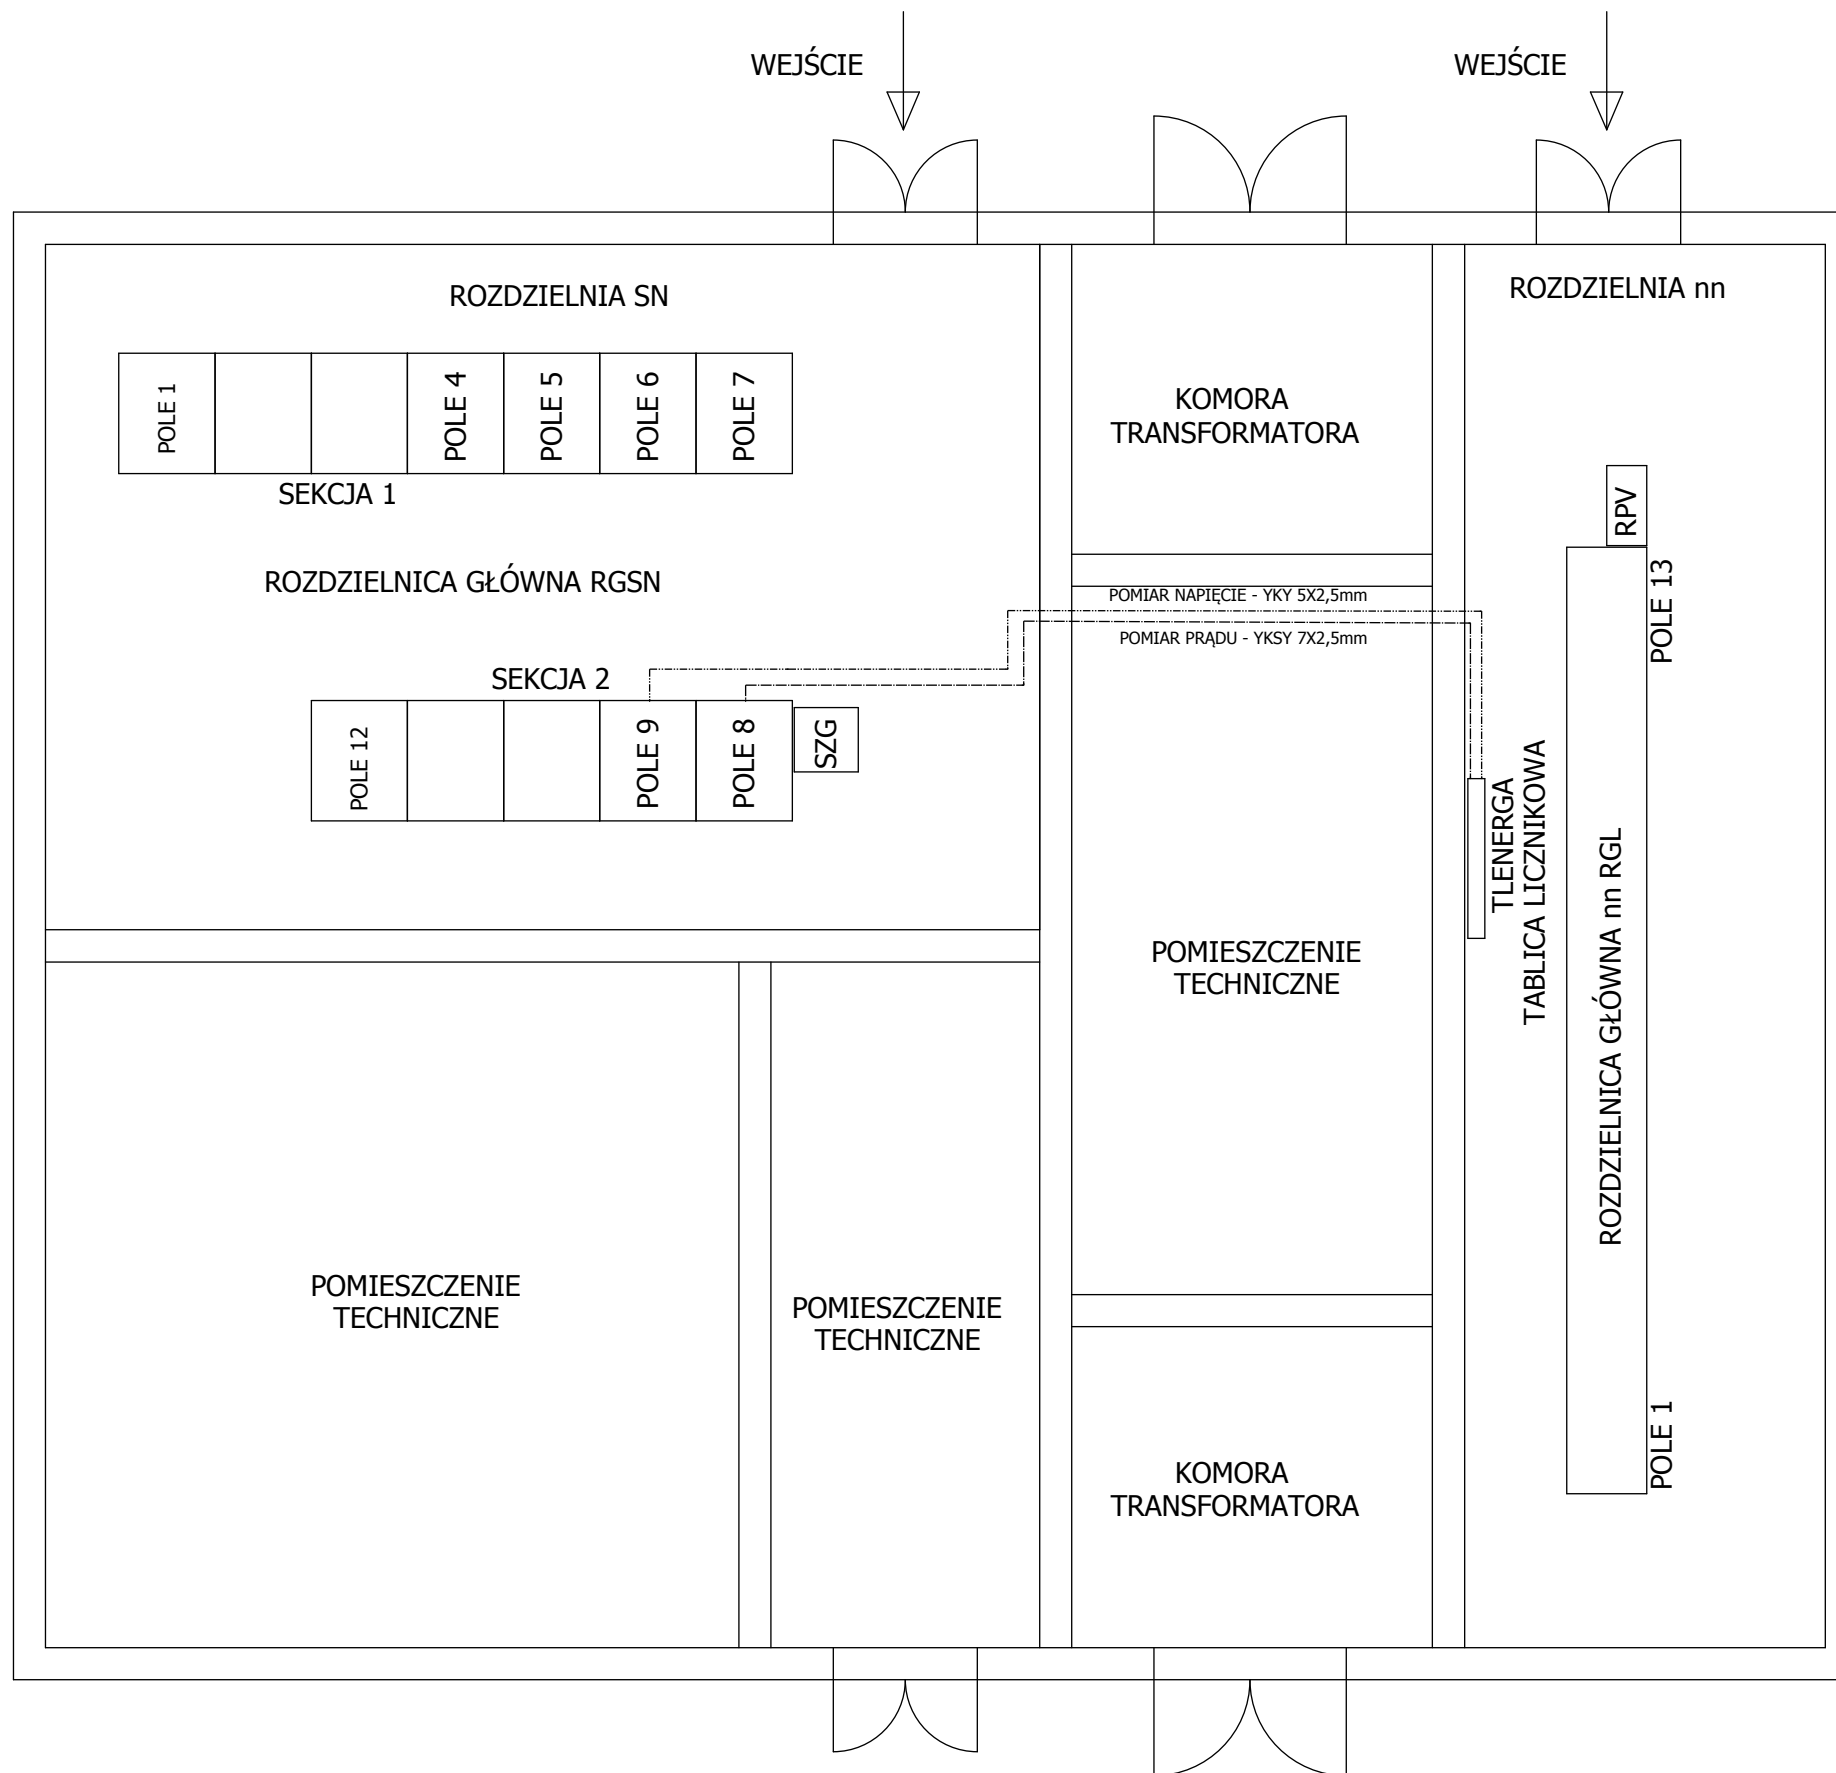 WEJŚCIE
WEJŚCIE
ROZDZIELNIA SN
ROZDZIELNIA nn
POLE 1
POLE 4
POLE 5
POLE 6
POLE 7
SEKCJA 1
KOMORA
TRANSFORMATORA
RPV
POLE 13
ROZDZIELNICA GŁÓWNA RGSN
POMIAR NAPIĘCIE - YKY 5X2,5mm
POMIAR PRĄDU - YKSY 7X2,5mm
SEKCJA 2
POLE 12
POLE 9
POLE 8
SZG
TLENERGA
TABLICA LICZNIKOWA
ROZDZIELNICA GŁÓWNA nn RGL
POMIESZCZENIE
TECHNICZNE
POMIESZCZENIE
TECHNICZNE
POMIESZCZENIE
TECHNICZNE
KOMORA
TRANSFORMATORA
POLE 1